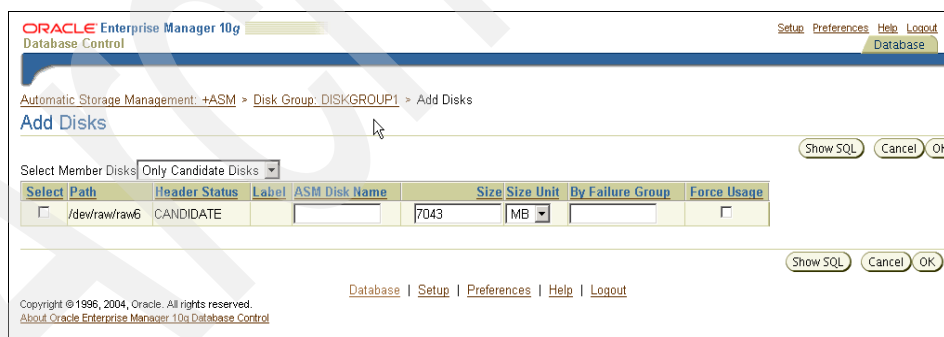 ORACLE Enterprise Manager 10g
Database Control
Setup Preferences Help Logout
Database
Automatic Storage Management: +ASM > Disk Group: DISKGROUP1 > Add Disks
Add Disks
Show SQL Cancel
Select Member Disks Only Candidate Disks
Select Path Header Status Label ASM Disk Name Size Size Unit By Failure Group Force Usage
/dev/raw/raw6 CANDIDATE 7043 MB
Show SQL Cancel OK
Database | Setup | Preferences | Help | Logout
Copyright © 1996, 2004, Oracle. All rights reserved.
About Oracle Enterprise Manager 10g Database Control